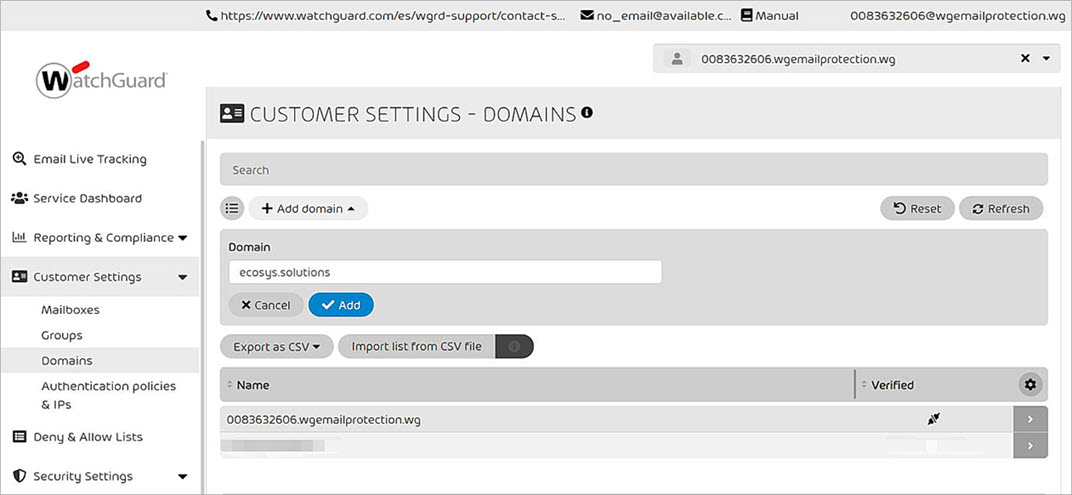 https://www.watchguard.com/es/wgrd-support/contact-s... no_email@available.c... Manual 0083632606@wgemailprotection.wg
WatchGuard
0083632606.wgemailprotection.wg
CUSTOMER SETTINGS - DOMAINS
Email Live Tracking
Service Dashboard
Reporting & Compliance
Customer Settings
Mailboxes
Groups
Domains
Authentication policies
& IPs
Deny & Allow Lists
Security Settings
Search
Add domain
Reset
Refresh
Domain
ecosys.solutions
Cancel
Add
Export as CSV
Import list from CSV file
Name
Verified
0083632606.wgemailprotection.wg